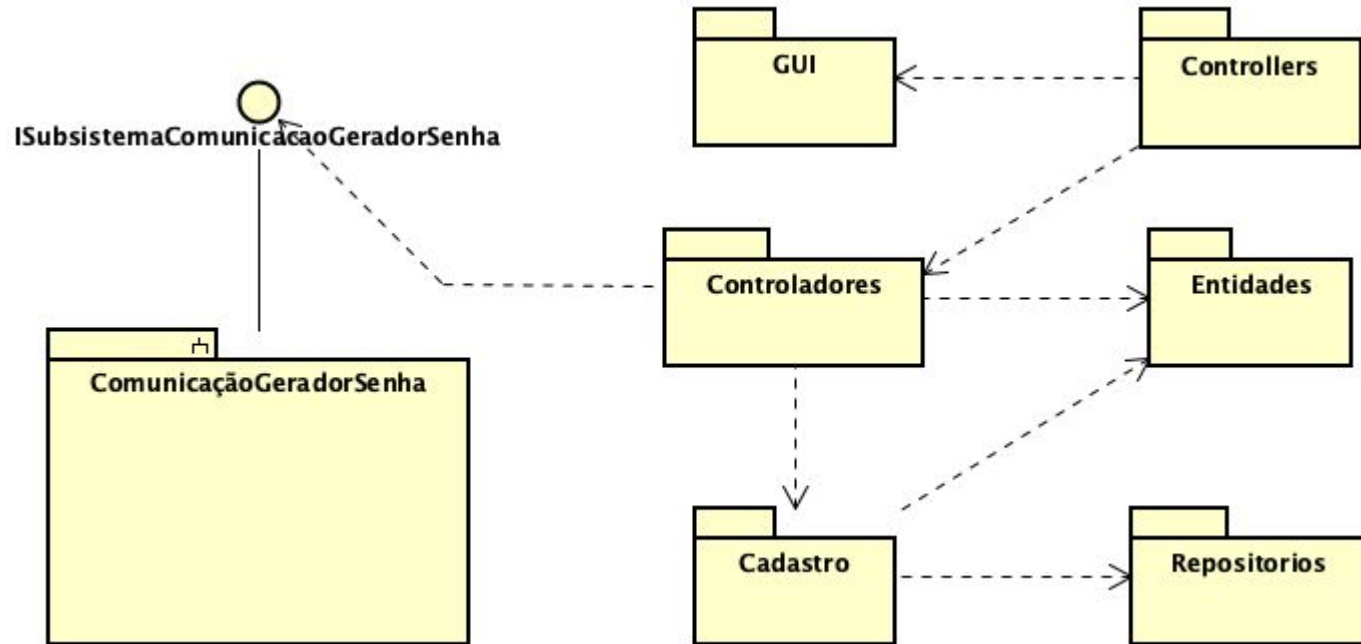 GUI
Controllers
ISubsistemaComunicacaoGeradorSenha
Controladores
Entidades
ComunicaçãoGeradorSenha
Cadastro
Repositorios